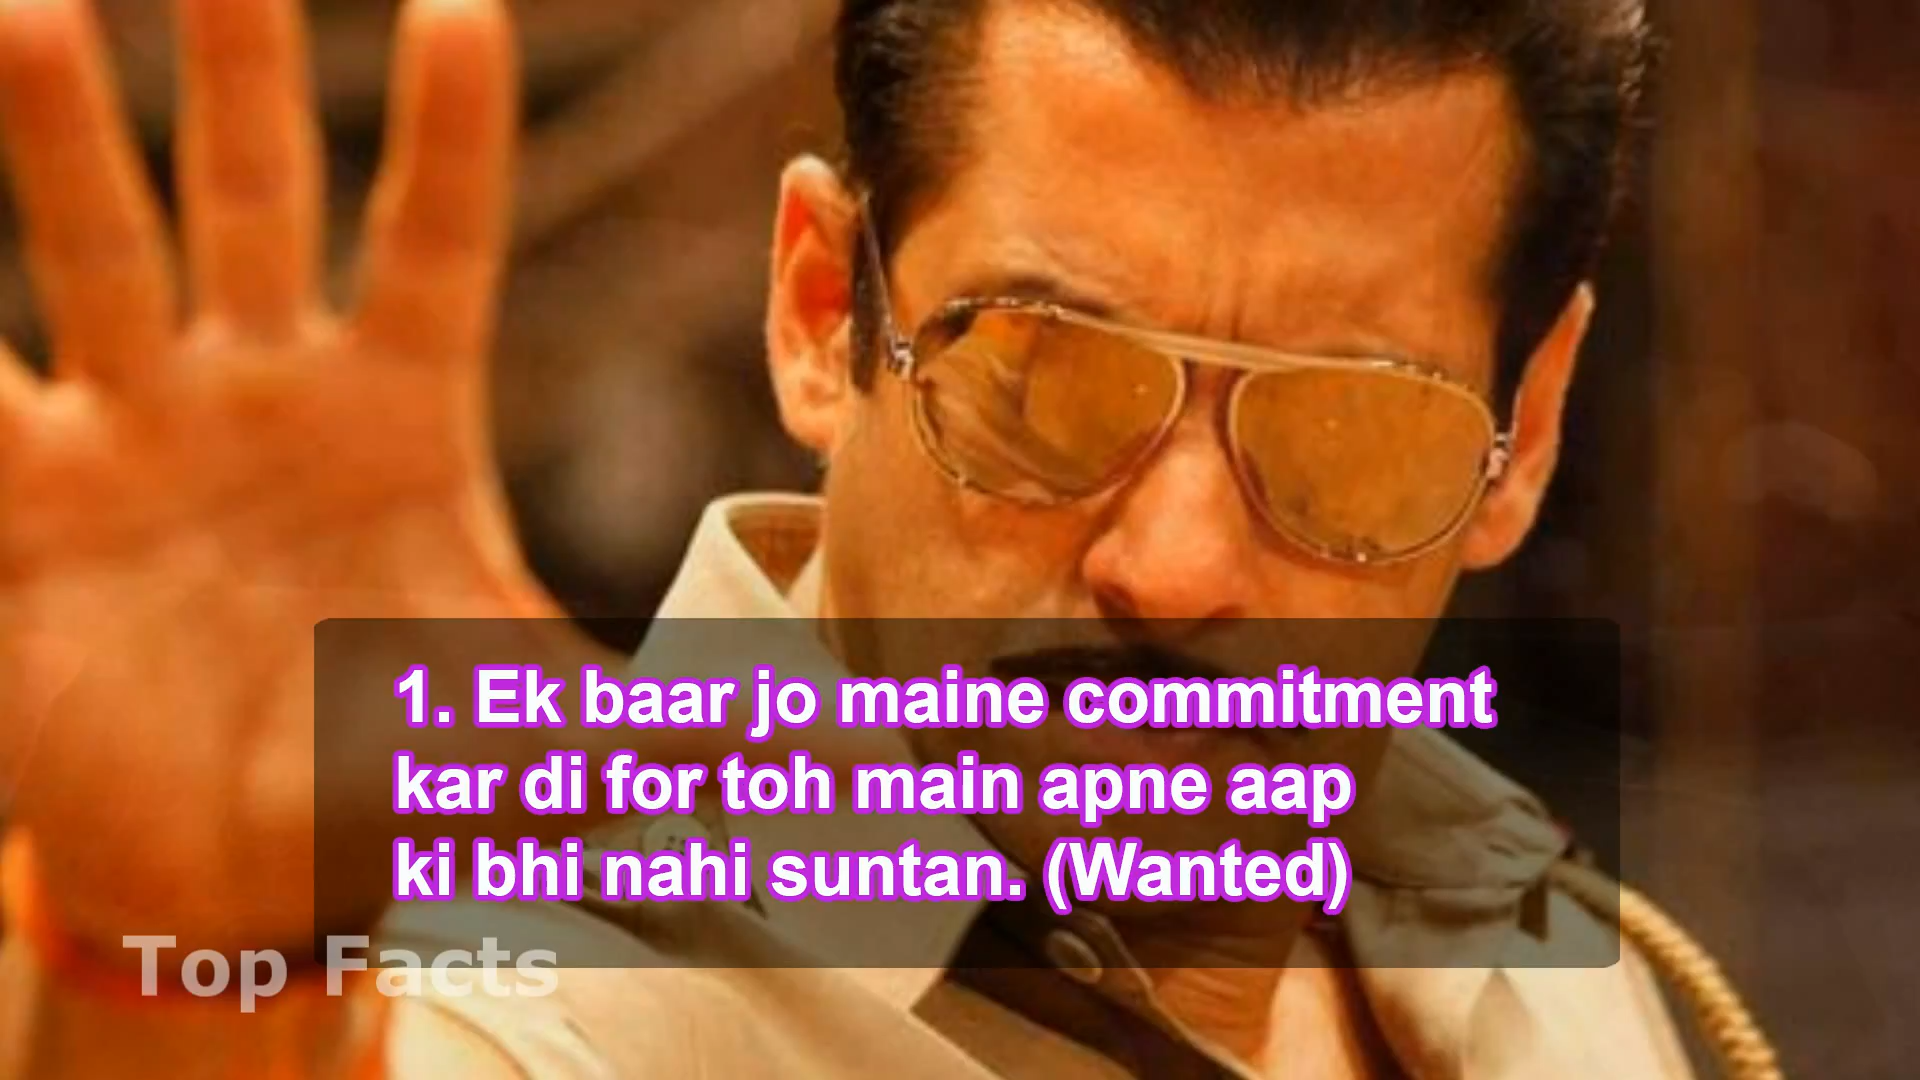 1. Ek baar jo maine commitment
kar di for toh main apne aap
ki bhi nahi suntan. (Wanted)
Top Facts